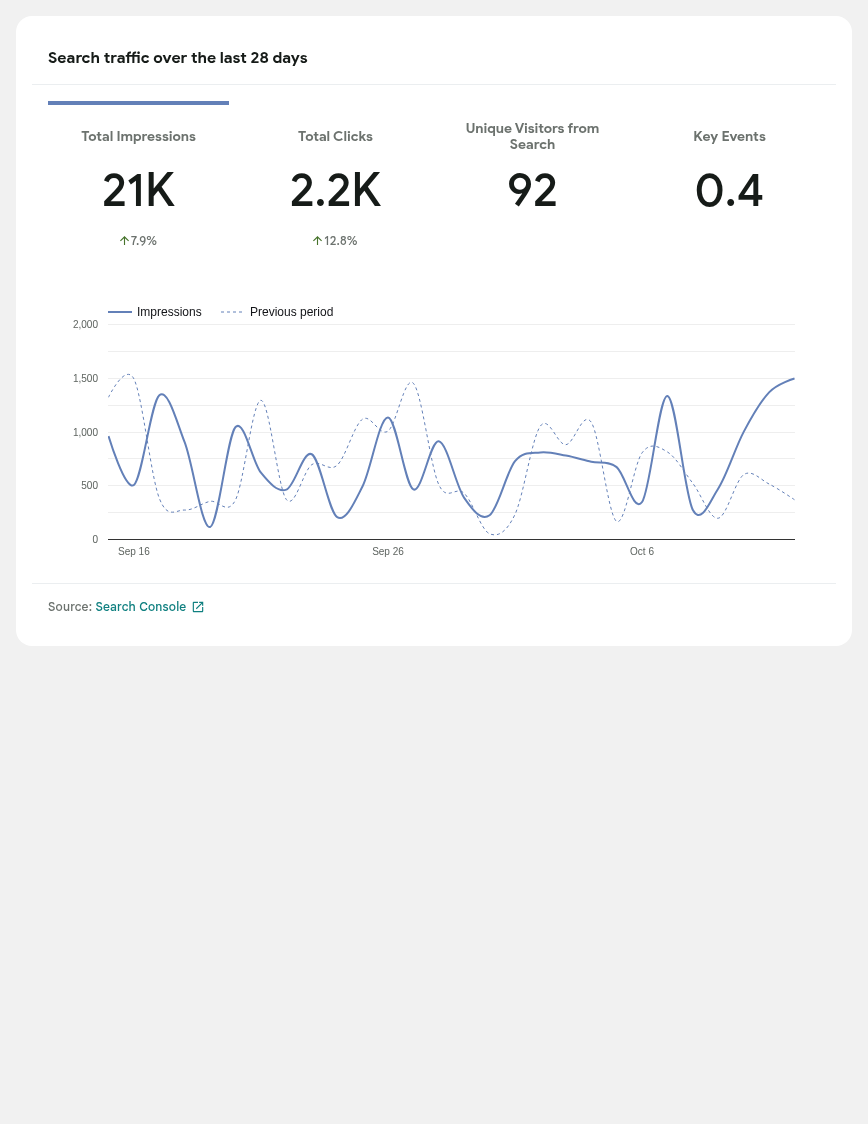 Search traffic over the last 28 days
Total Impressions
21K
↑7.9%
Total Clicks
2.2K
↑12.8%
Unique Visitors from
Search
92
Key Events
0.4
Impressions
Previous period
2,000
1,500
1,000
500
0
Sep 16
Sep 26
Oct 6
Source: Search Console